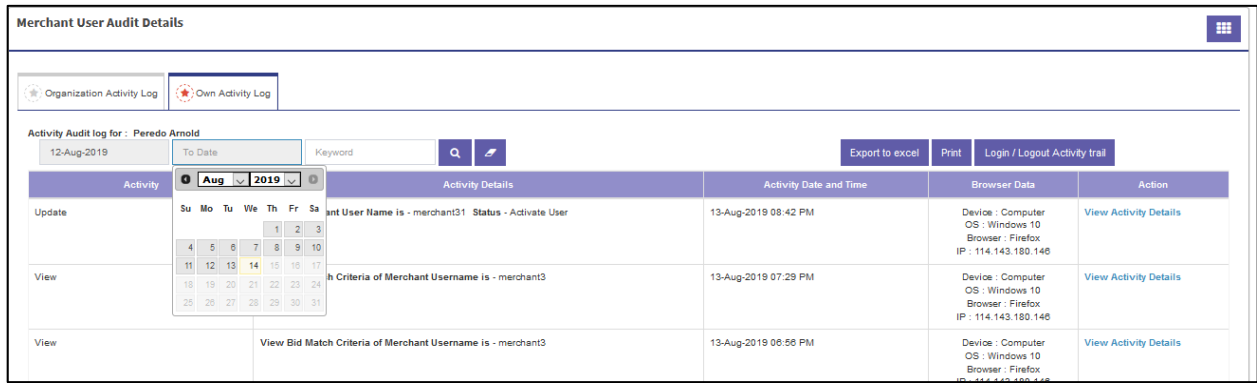 Merchant User Audit Details
Organization Activity Log Own Activity Log
Activity Audit log for : Peredo Arnold
12-Aug-2019 To Date Keyword Export to excel Print Login / Logout Activity trail
Activity Activity Details Activity Date and Time Browser Data Action
Aug 2019
Su Mo Tu We Th Fr Sa
1 2 3
4 5 6 7 8 9 10
11 12 13 14 15 16 17
18 19 20 21 22 23 24
25 26 27 28 29 30 31
Update ant User Name is - merchant31 Status - Activate User 13-Aug-2019 08:42 PM Device : Computer View Activity Details
OS : Windows 10
Browser : Firefox
IP : 114.143.180.146
View h Criteria of Merchant Username is - merchant3 13-Aug-2019 07:29 PM Device : Computer View Activity Details
OS : Windows 10
Browser : Firefox
IP : 114.143.180.146
View View Bid Match Criteria of Merchant Username is - merchant3 13-Aug-2019 06:56 PM Device : Computer View Activity Details
OS : Windows 10
Browser : Firefox
IP : 114.143.180.146